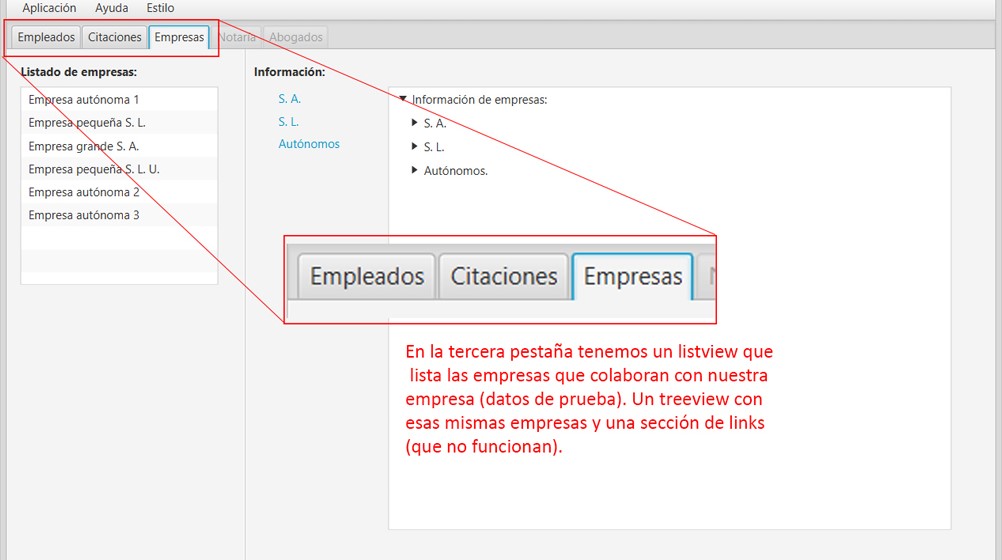 Aplicación Ayuda Estilo
Empleados Citaciones Empresas Notaría Abogados
Listado de empresas:
Empresa autónoma 1
Empresa pequeña S. L.
Empresa grande S. A.
Empresa pequeña S. L. U.
Empresa autónoma 2
Empresa autónoma 3
Información:
S. A.
S. L.
Autónomos
Información de empresas:
S. A.
S. L.
Autónomos.
Empleados Citaciones Empresas
En la tercera pestaña tenemos un listview que
lista las empresas que colaboran con nuestra
empresa (datos de prueba). Un treeview con
esas mismas empresas y una sección de links
(que no funcionan).